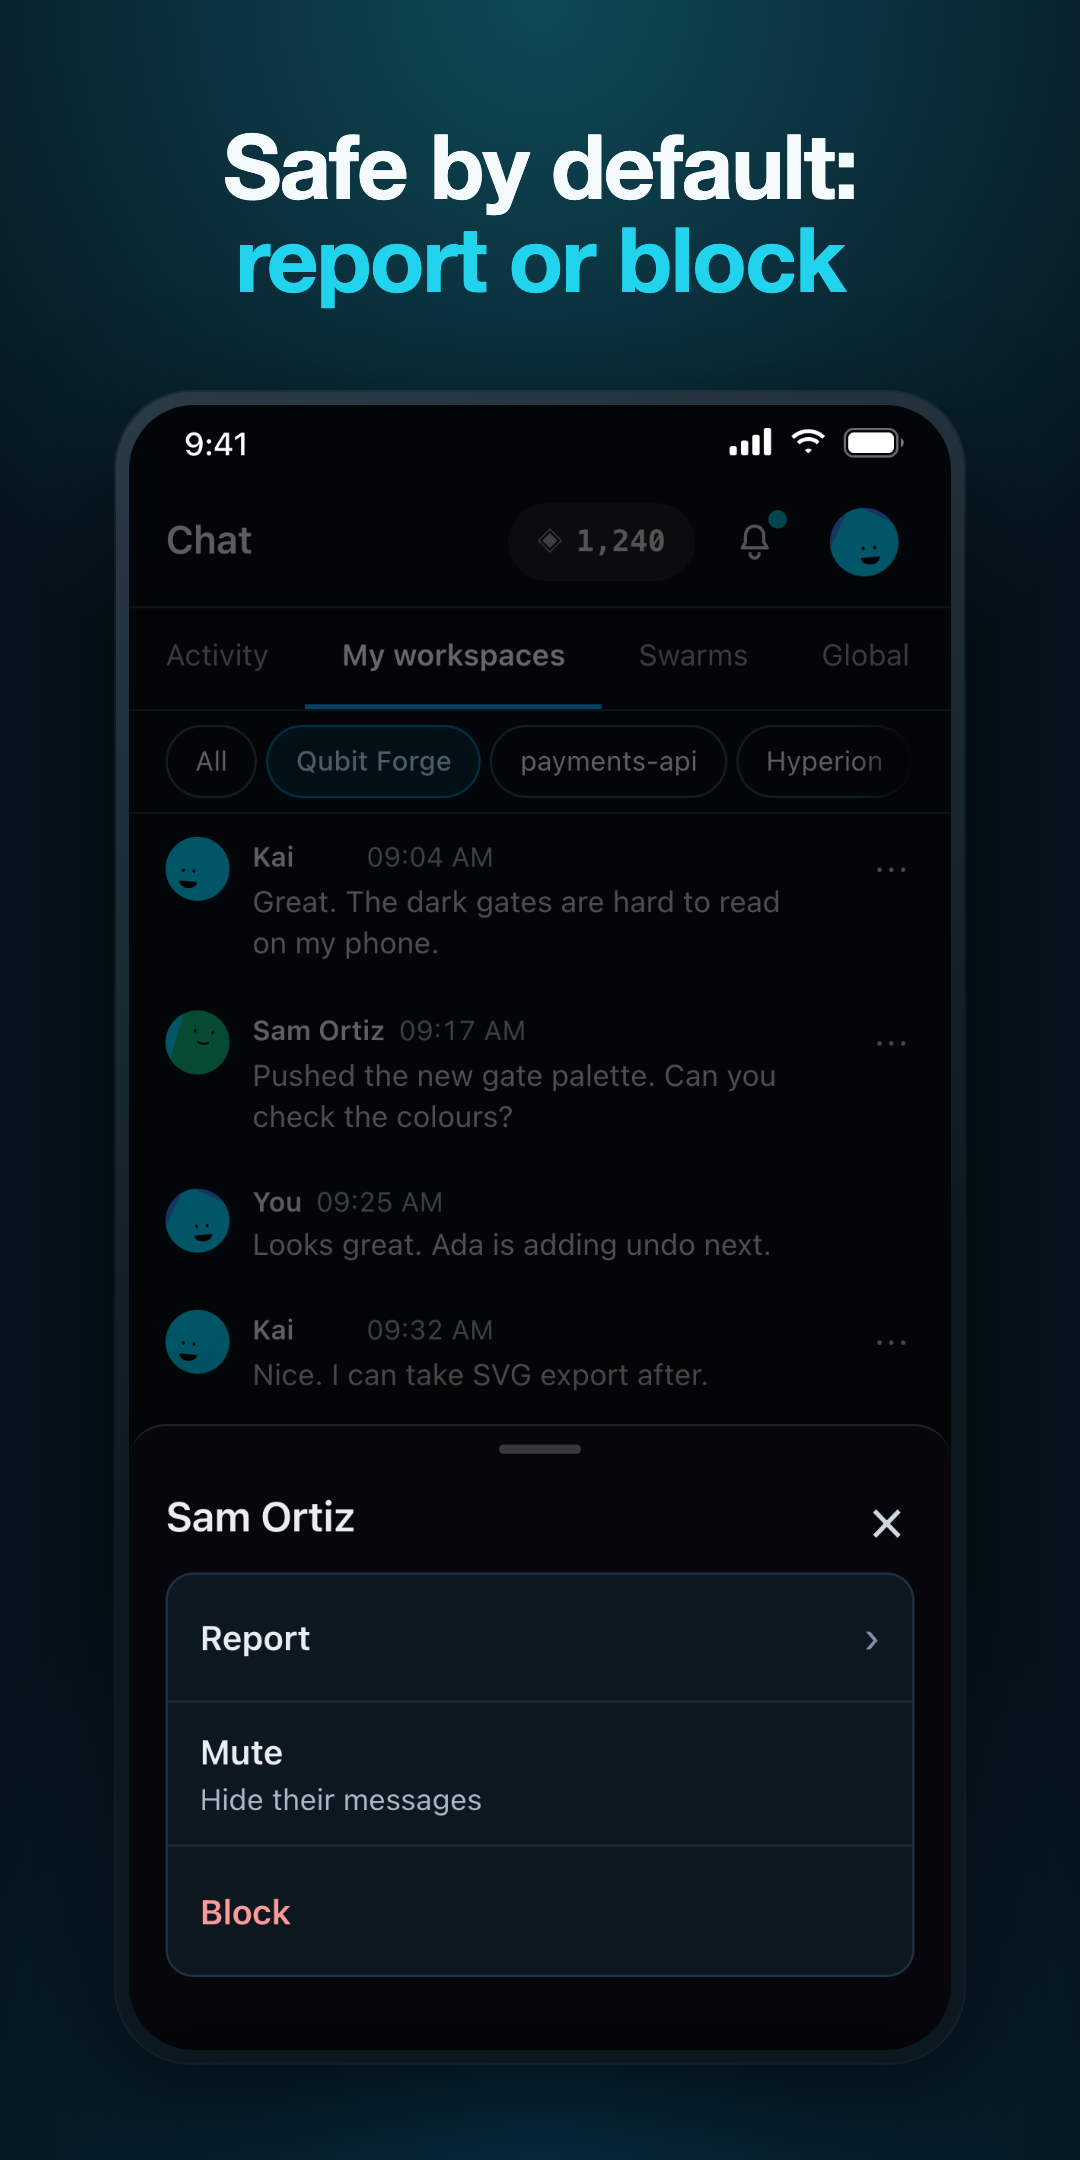 Safe by default:
report or block
9:41
Chat
1,240
Activity My workspaces Swarms Global
All Qubit Forge payments-api Hyperion
Kai 09:04 AM
Great. The dark gates are hard to read
on my phone.
Sam Ortiz 09:17 AM
Pushed the new gate palette. Can you
check the colours?
You 09:25 AM
Looks great. Ada is adding undo next.
Kai 09:32 AM
Nice. I can take SVG export after.
Sam Ortiz
Report
Mute
Hide their messages
Block